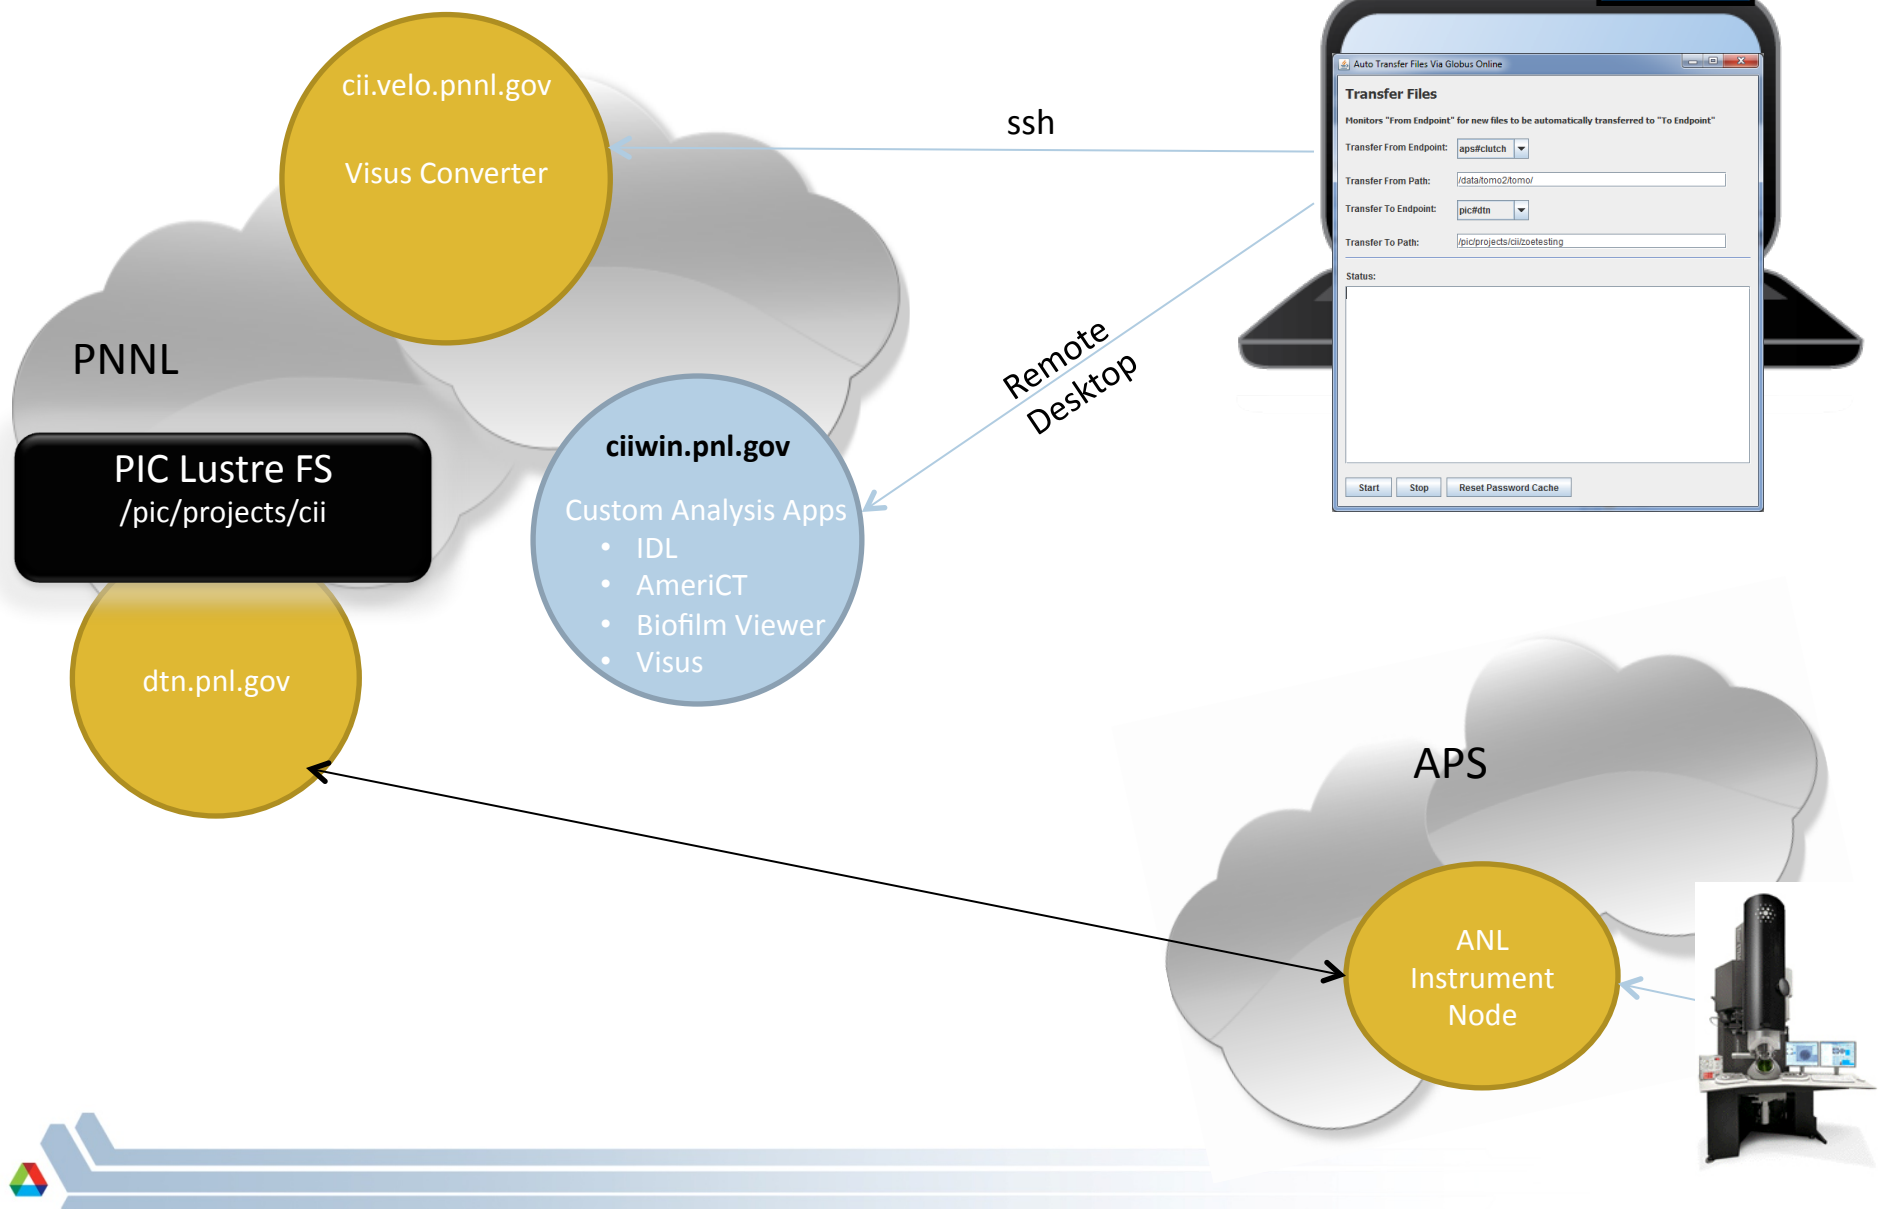 cii.velo.pnnl.gov
Visus Converter
ssh
Remote
Desktop
PNNL
PIC Lustre FS
/pic/projects/cii
dtn.pnl.gov
ciiwin.pnl.gov
Custom Analysis Apps
• IDL
• AmeriCT
• Biofilm Viewer
• Visus
Auto Transfer Files Via Globus Online
Transfer Files
Monitors "From Endpoint" for new files to be automatically transferred to "To Endpoint"
Transfer From Endpoint: aps#clutch
Transfer From Path: /data/tomo2/tomo/
Transfer To Endpoint: pic#dtn
Transfer To Path: /pic/projects/cii/zoetesting
Status:
Start Stop Reset Password Cache
APS
ANL
Instrument
Node